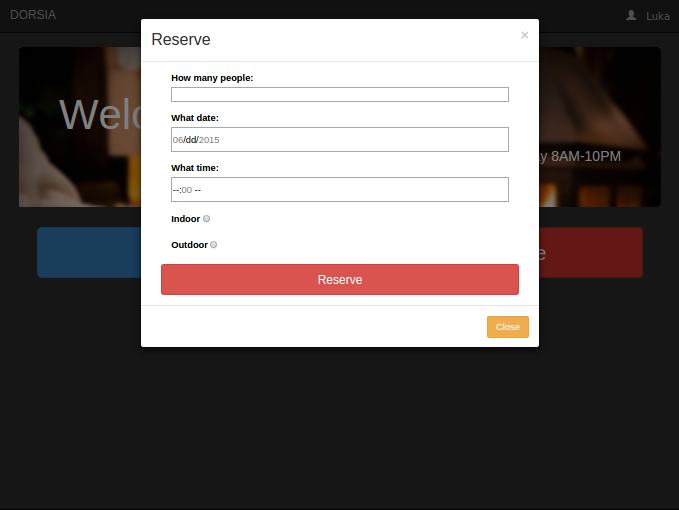 DORSIA
Luka
Reserve
×
How many people:
What date:
06/dd/2015
What time:
--:00 --
Indoor
Outdoor
Reserve
Close
8AM-10PM